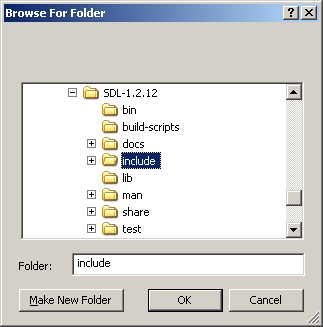 Browse For Folder
SDL-1.2.12
bin
build-scripts
docs
include
lib
man
share
test
Folder: include
Make New Folder OK Cancel